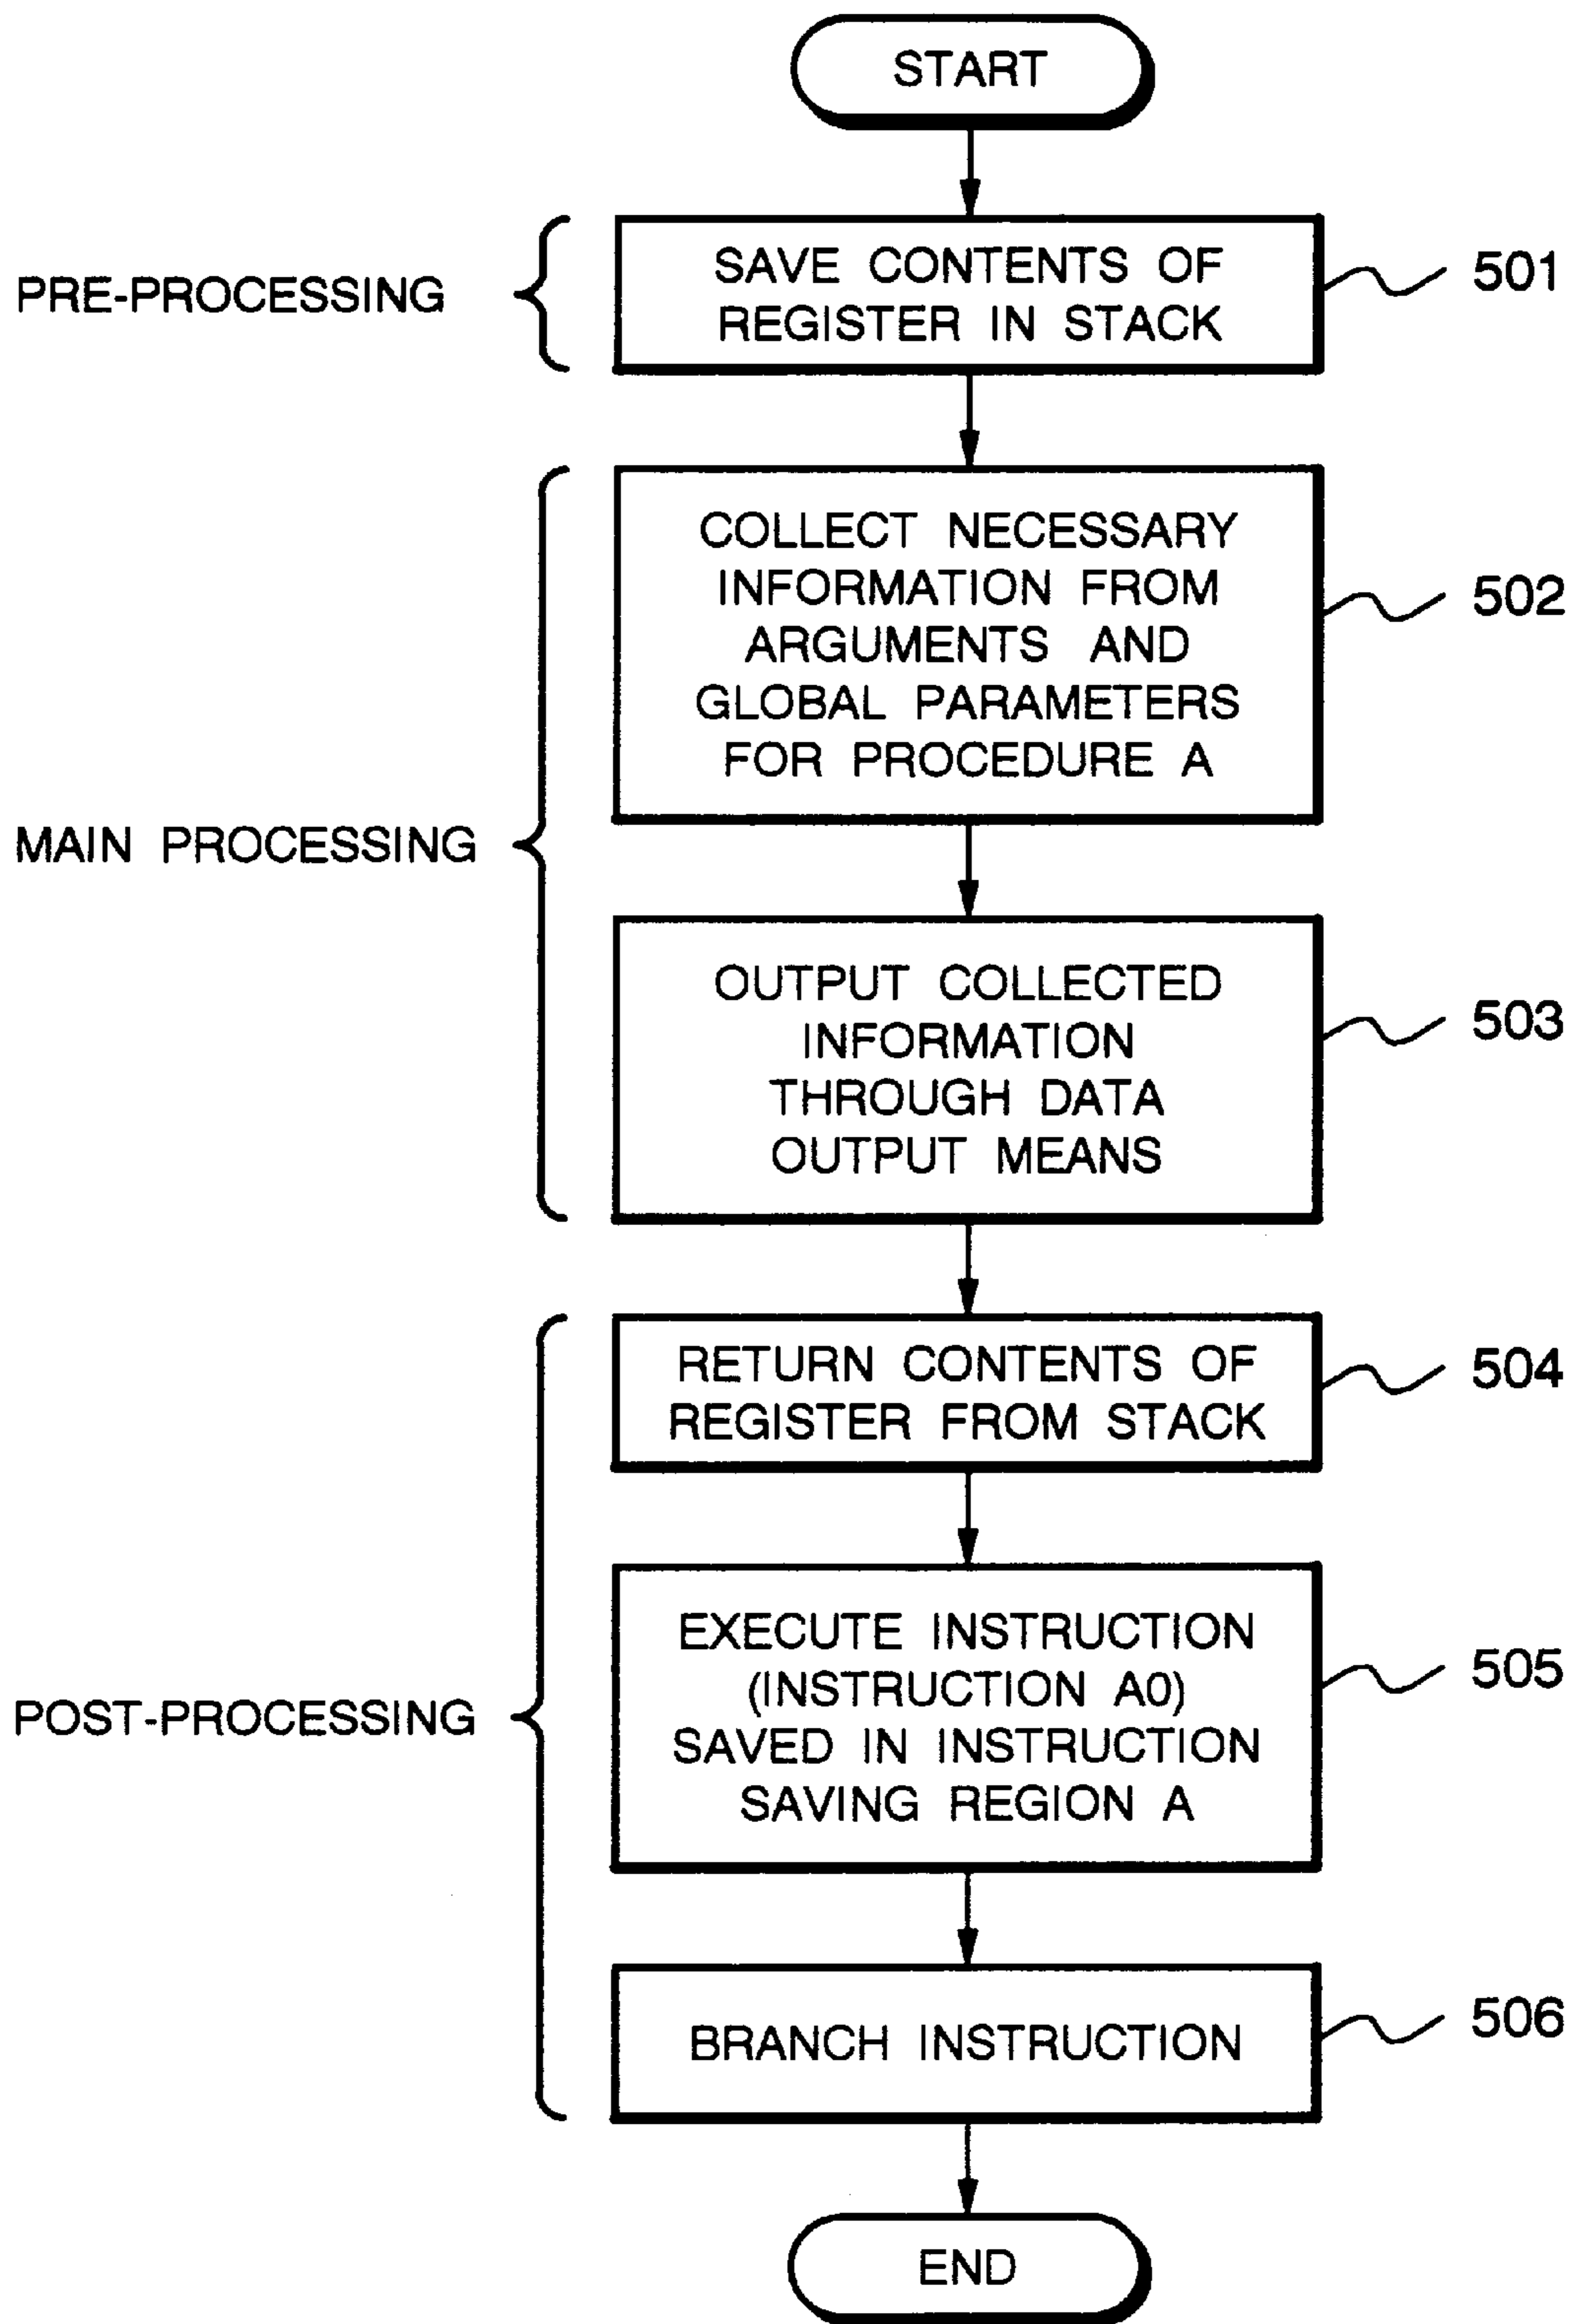 START
PRE-PROCESSING
SAVE CONTENTS OF
REGISTER IN STACK
501
MAIN PROCESSING
COLLECT NECESSARY
INFORMATION FROM
ARGUMENTS AND
GLOBAL PARAMETERS
FOR PROCEDURE A
502
OUTPUT COLLECTED
INFORMATION
THROUGH DATA
OUTPUT MEANS
503
POST-PROCESSING
RETURN CONTENTS OF
REGISTER FROM STACK
504
EXECUTE INSTRUCTION
(INSTRUCTION A0)
SAVED IN INSTRUCTION
SAVING REGION A
505
BRANCH INSTRUCTION
506
END